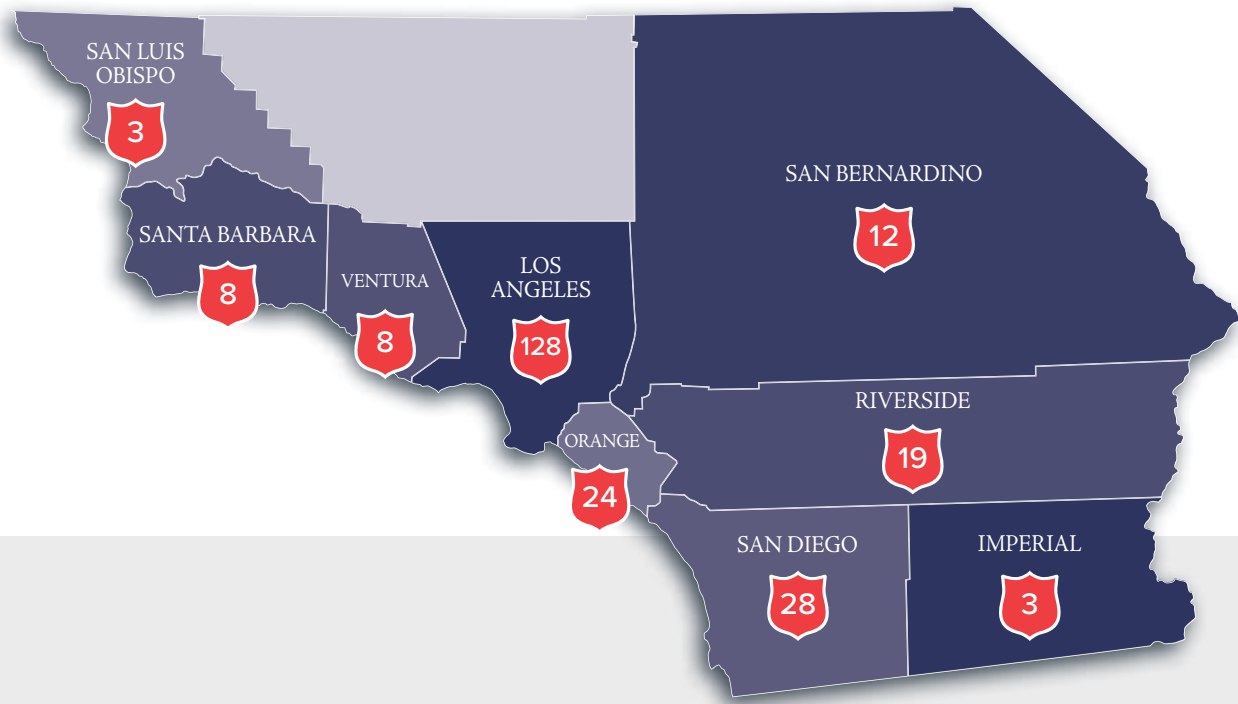 SAN LUIS
OBISPO
3
SANTA BARBARA
8
VENTURA
8
LOS
ANGELES
128
SAN BERNARDINO
12
ORANGE
24
RIVERSIDE
19
SAN DIEGO
28
IMPERIAL
3